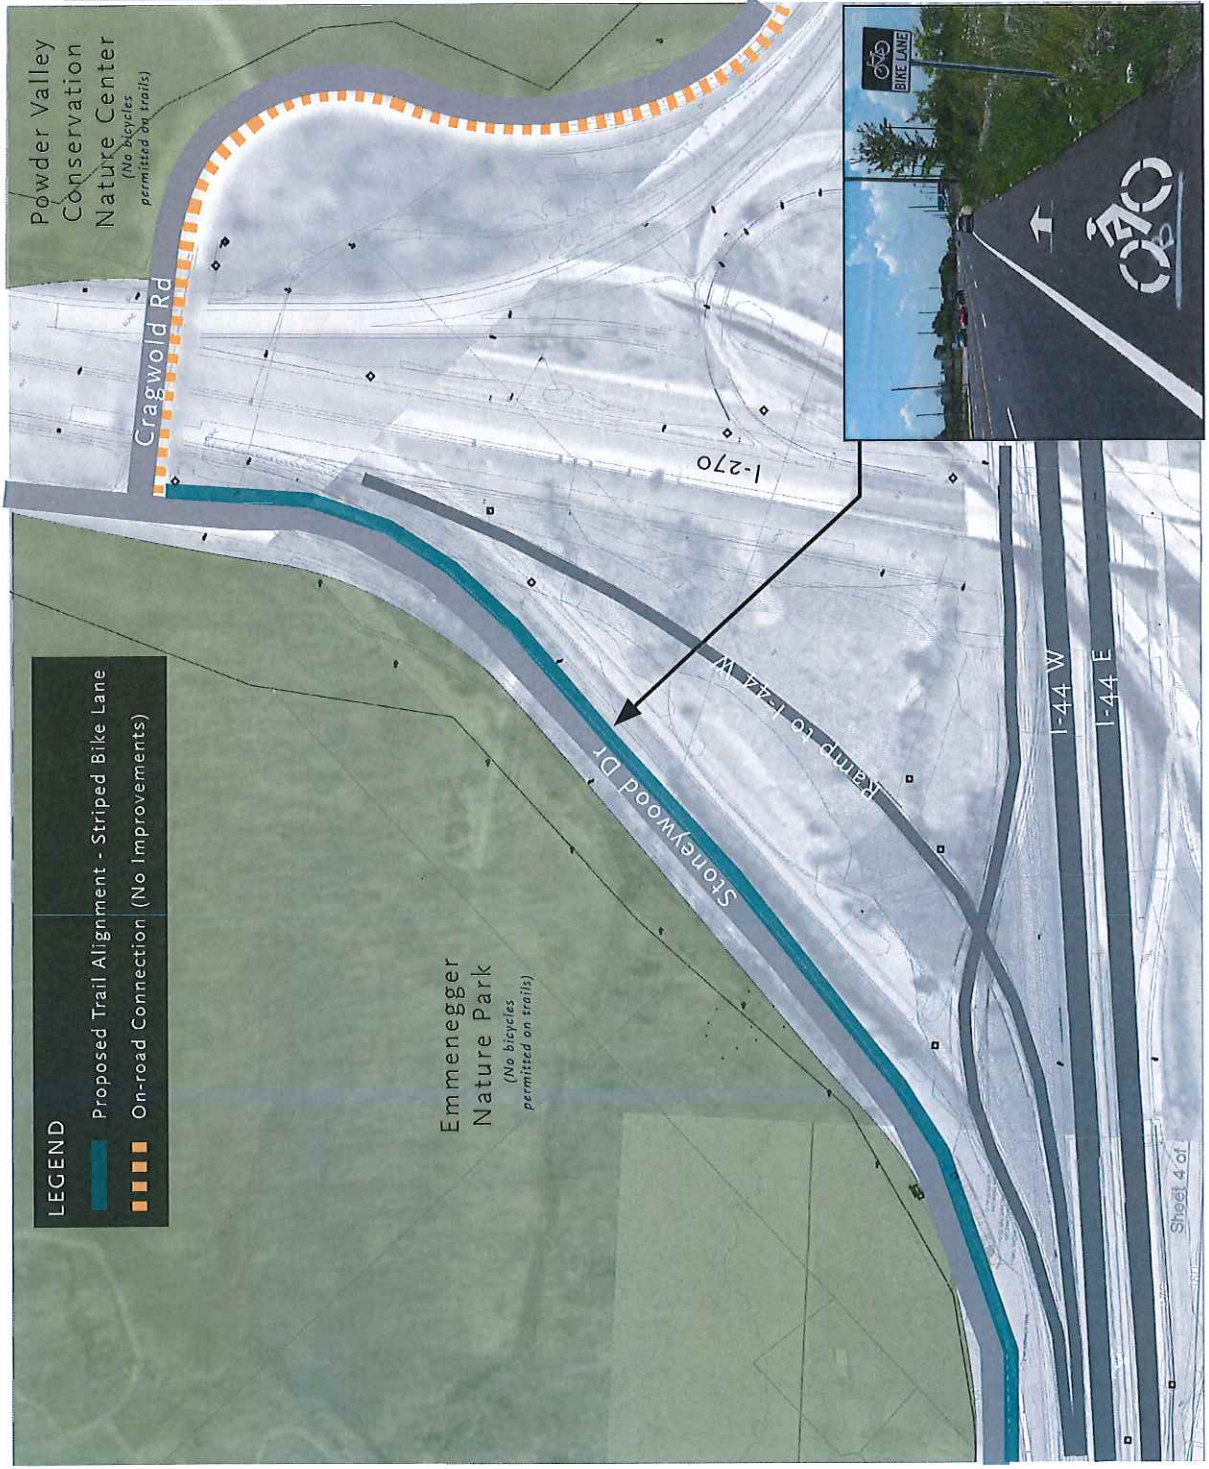 LEGEND
Proposed Trail Alignment - Striped Bike Lane
On-road Connection (No Improvements)
Powder Valley
Conservation
Nature Center
(No bicycles
permitted on trails)
Emmenegger
Nature Park
(No bicycles
permitted on trails)
Cragwold Rd
Stoneywood Dr
Ramp to I-44 W
I-270
I-44 W
I-44 E
BIKE LANE
Sheet 4 of